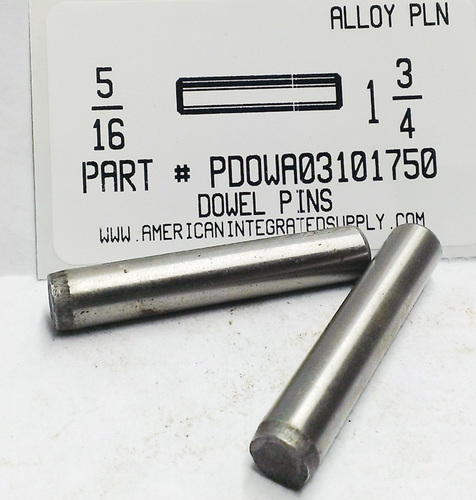 ALLOY PLN
5/16 1 3/4
PART # PDOWA03101750
DOWEL PINS
WWW.AMERICANINTEGRATEDSUPPLY.COM